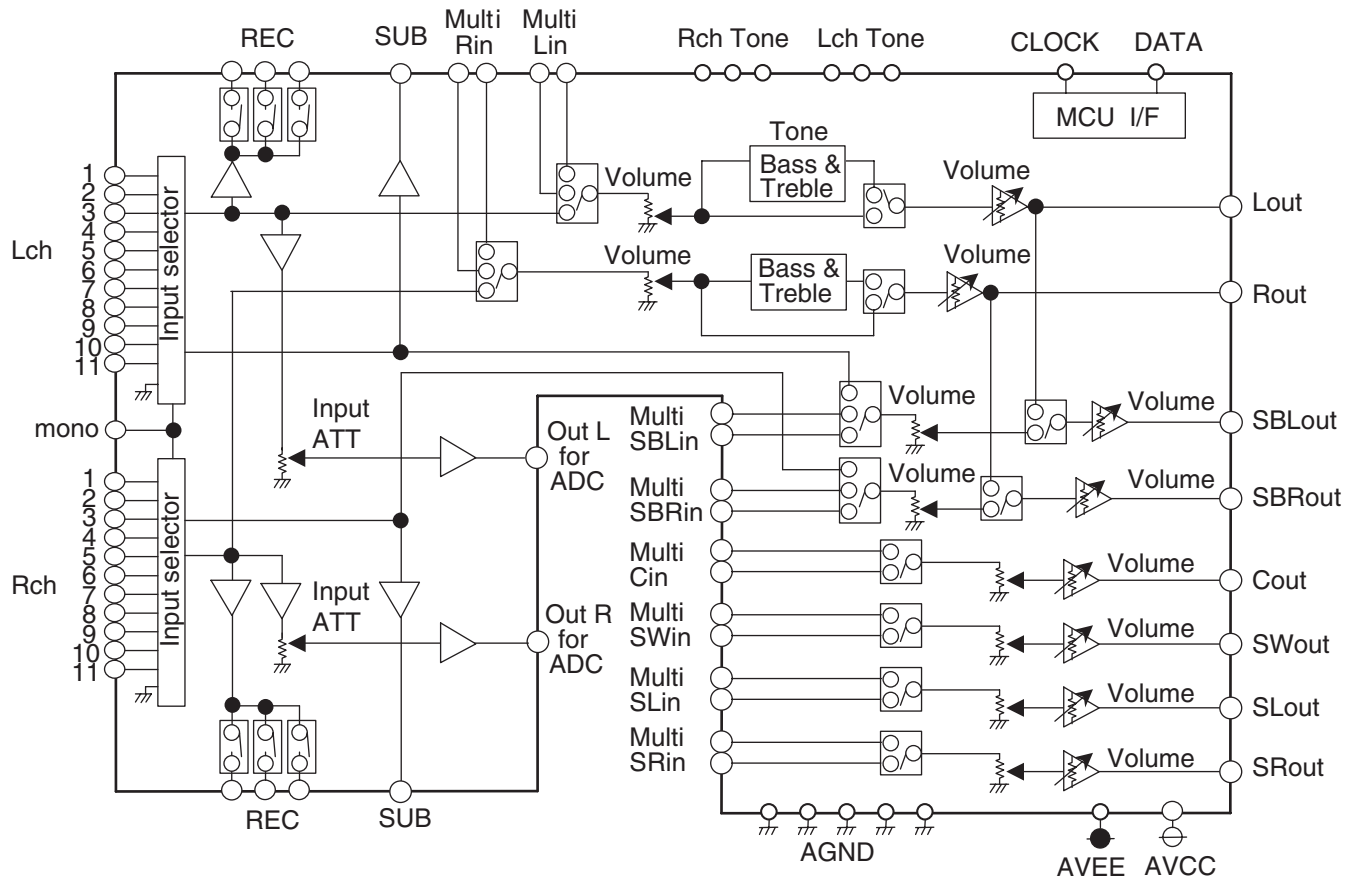 REC
SUB
Multi
Rin
Multi
Lin
Rch Tone
Lch Tone
CLOCK
DATA
MCU I/F
Tone
Bass &
Treble
Volume
Volume
Lout
1
2
3
4
5
6
7
8
9
10
11
Lch
Input selector
Volume
Bass &
Treble
Volume
Rout
mono
Input
ATT
Out L
for
ADC
Multi
SBLin
Volume
Volume
SBLout
1
2
3
4
5
6
7
8
9
10
11
Rch
Input selector
Multi
SBRin
Volume
Volume
SBRout
Input
ATT
Out R
for
ADC
Multi
Cin
Volume
Cout
Multi
SWin
Volume
SWout
Multi
SLin
Volume
SLout
Multi
SRin
Volume
SRout
REC
SUB
AGND
AVEE
AVCC